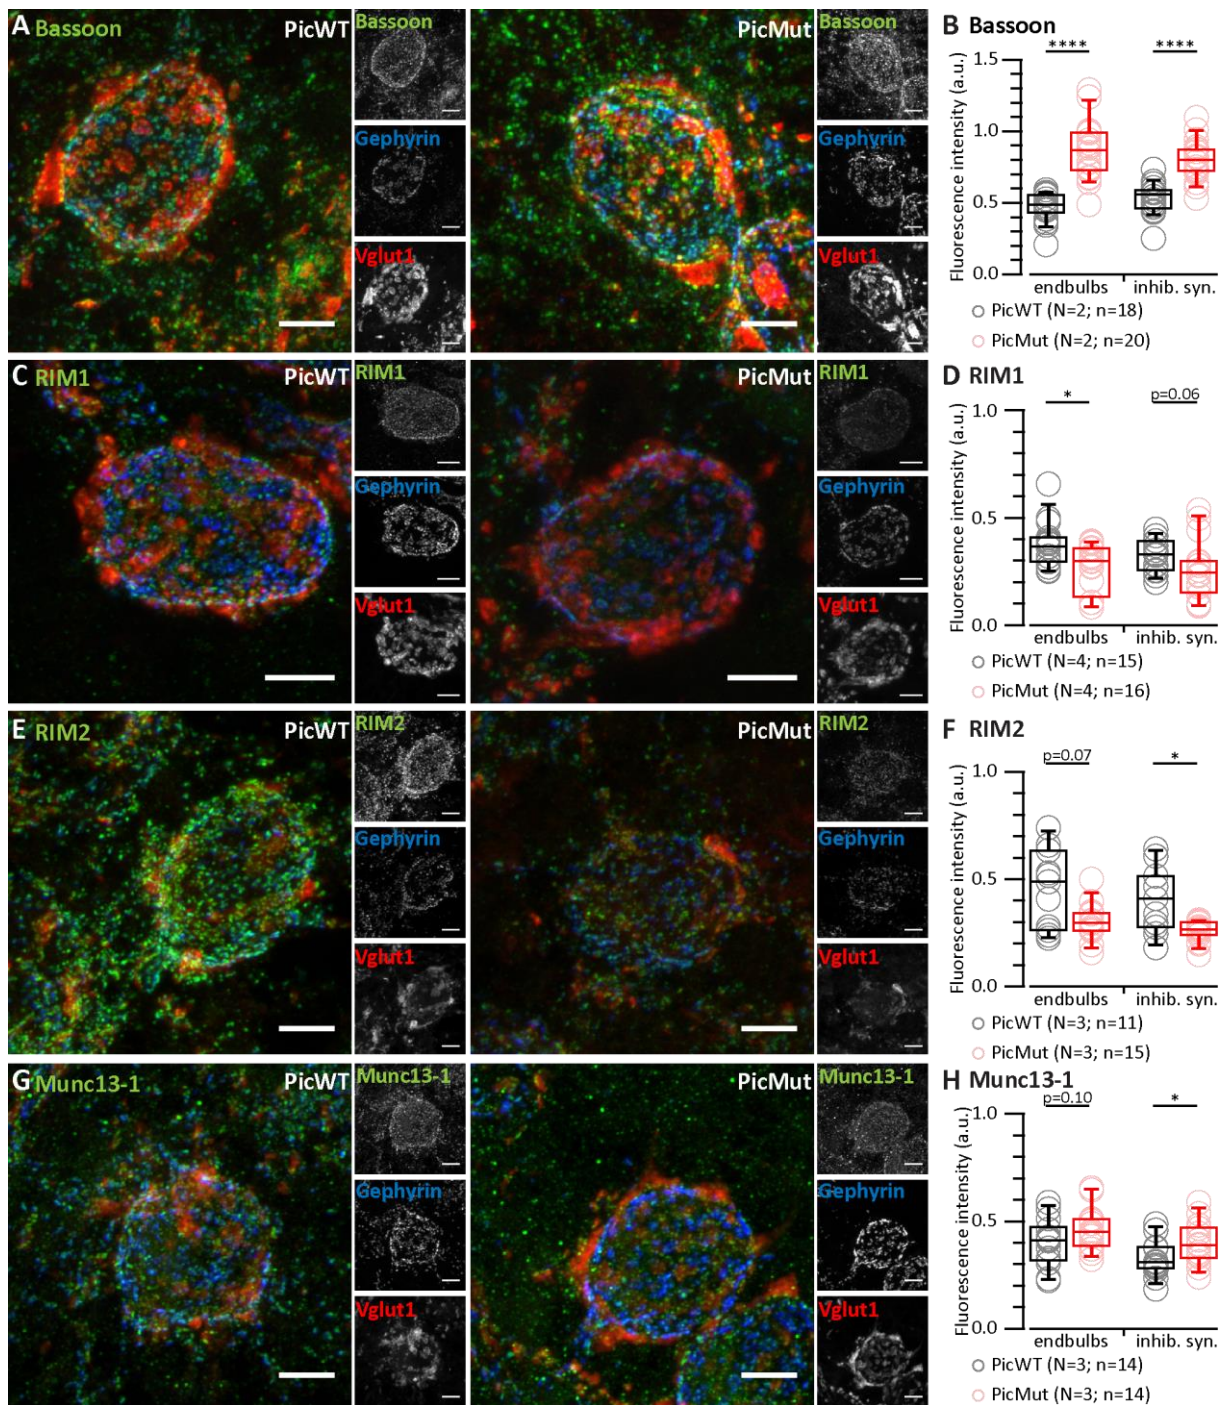 A Bassoon PicWT
Bassoon
Gephyrin
Vglut1
PicMut
Bassoon
Gephyrin
Vglut1
B Bassoon
**** ****
Fluorescence intensity (a.u.)
1.5
1.0
0.5
0.0
endbulbs inhib. syn.
PicWT (N=2; n=18)
PicMut (N=2; n=20)
C RIM1 PicWT
RIM1
Gephyrin
Vglut1
PicMut
RIM1
Gephyrin
Vglut1
D RIM1
* p=0.06
Fluorescence intensity (a.u.)
1.0
0.5
0.0
endbulbs inhib. syn.
PicWT (N=4; n=15)
PicMut (N=4; n=16)
E RIM2 PicWT
RIM2
Gephyrin
Vglut1
PicMut
RIM2
Gephyrin
Vglut1
F RIM2
p=0.07 *
Fluorescence intensity (a.u.)
1.0
0.5
0.0
endbulbs inhib. syn.
PicWT (N=3; n=11)
PicMut (N=3; n=15)
G Munc13-1 PicWT
Munc13-1
Gephyrin
Vglut1
PicMut
Munc13-1
Gephyrin
Vglut1
H Munc13-1
p=0.10 *
Fluorescence intensity (a.u.)
1.0
0.5
0.0
endbulbs inhib. syn.
PicWT (N=3; n=14)
PicMut (N=3; n=14)